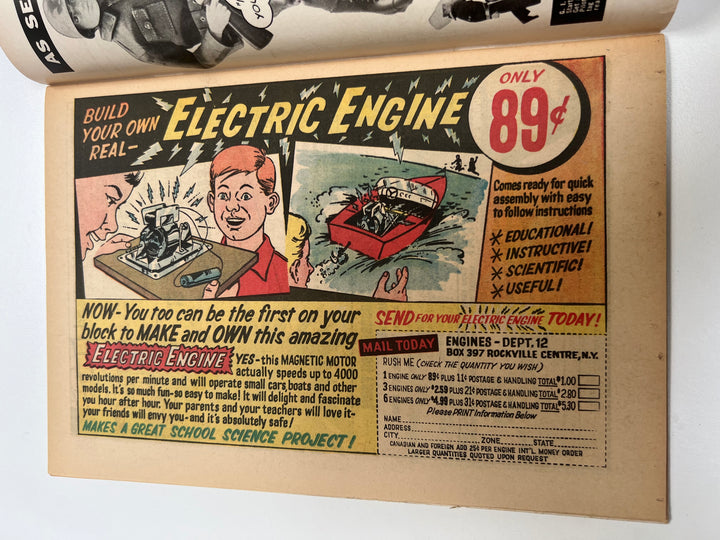 AS SE
YO
BUILD
YOUR OWN
REAL—
ELECTRIC ENGINE
ONLY
89¢
Comes ready for quick
assembly with easy
to follow instructions
EDUCATIONAL!
INSTRUCTIVE!
SCIENTIFIC!
USEFUL!
NOW- You too can be the first on your
block to MAKE and OWN this amazing
ELECTRIC ENGINE
YES-this MAGNETIC MOTOR
actually speeds up to 4000
revolutions per minute and will operate small cars, boats and other
models. It's so much fun-so easy to make! It will delight and fascinate
you hour after hour. Your parents and your teachers will love it-
your friends will envy you-and it's absolutely safe!
MAKES A GREAT SCHOOL SCIENCE PROJECT!
SEND FOR YOUR ELECTRIC ENGINE TODAY!
MAIL TODAY
ENGINES-DEPT. 12
BOX 397 ROCKVILLE CENTRE, N.Y.
RUSH ME (CHECK THE QUANTITY YOU WISH)
1 ENGINE ONLY 89¢ PLUS 11¢ POSTAGE & HANDLING TOTAL $1.00
3 ENGINES ONLY $2.59 PLUS 21¢ POSTAGE & HANDLING TOTAL $2.80
6 ENGINES ONLY $4.99 PLUS 31¢ POSTAGE & HANDLING TOTAL $5.30
Please PRINT Information Below
NAME
ADDRESS
CITY ZONE STATE
CANADIAN AND FOREIGN ADD 25¢ PER ENGINE INT'L. MONEY ORDER
LARGER QUANTITIES QUOTED UPON REQUEST